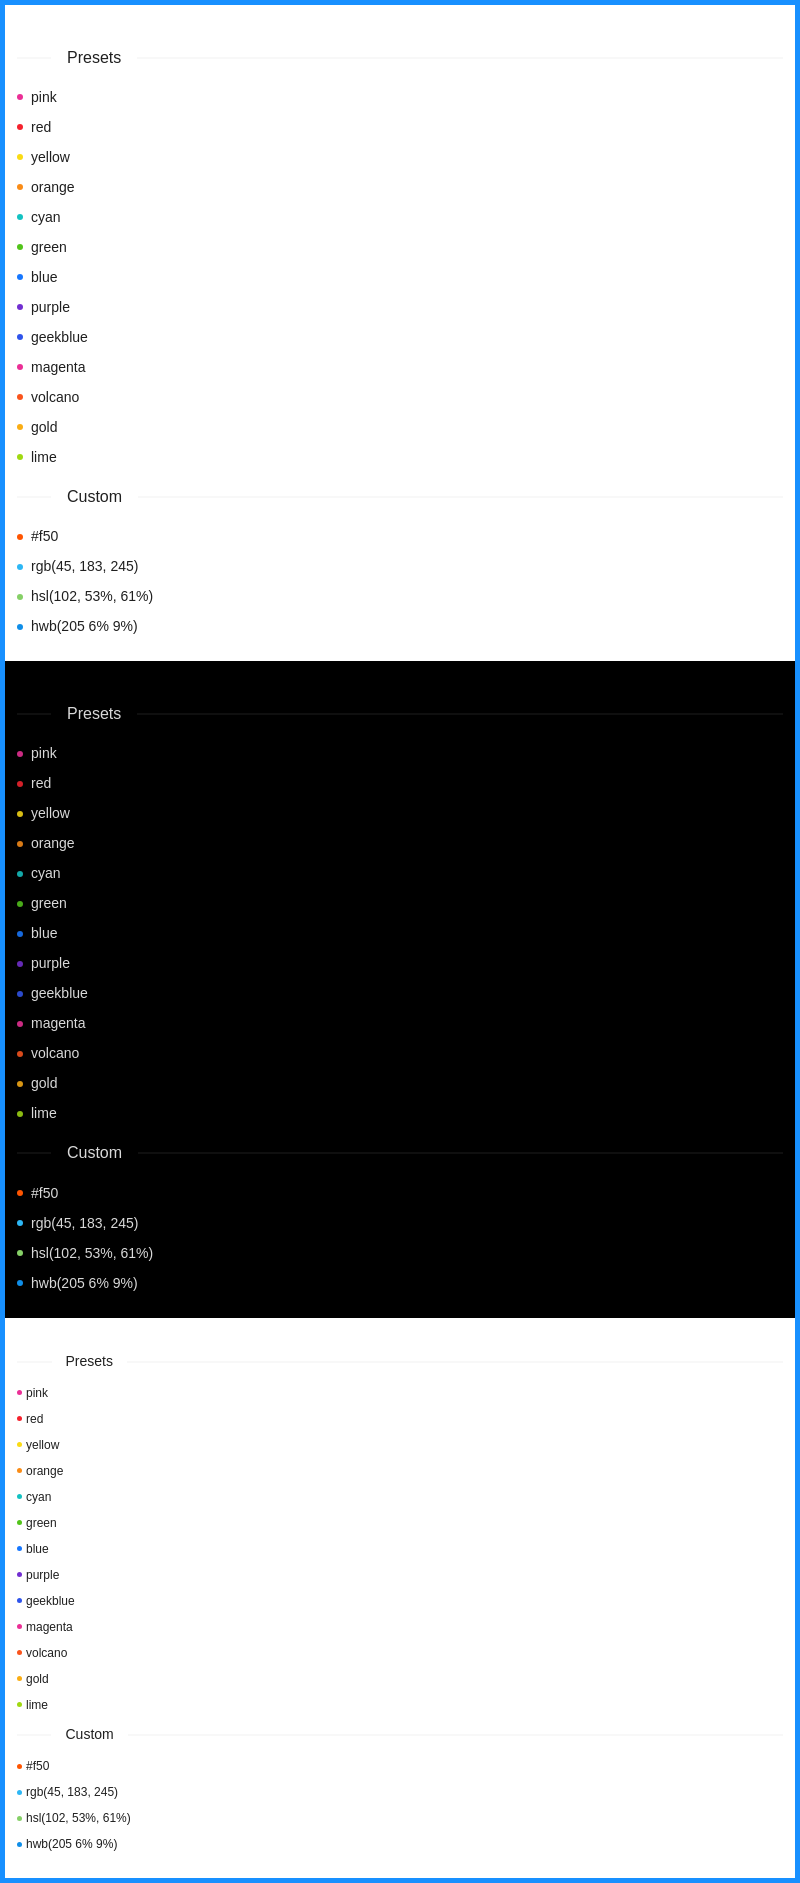 Presets
pink
red
yellow
orange
cyan
green
blue
purple
geekblue
magenta
volcano
gold
lime
Custom
#f50
rgb(45, 183, 245)
hsl(102, 53%, 61%)
hwb(205 6% 9%)
Presets
pink
red
yellow
orange
cyan
green
blue
purple
geekblue
magenta
volcano
gold
lime
Custom
#f50
rgb(45, 183, 245)
hsl(102, 53%, 61%)
hwb(205 6% 9%)
Presets
pink
red
yellow
orange
cyan
green
blue
purple
geekblue
magenta
volcano
gold
lime
Custom
#f50
rgb(45, 183, 245)
hsl(102, 53%, 61%)
hwb(205 6% 9%)